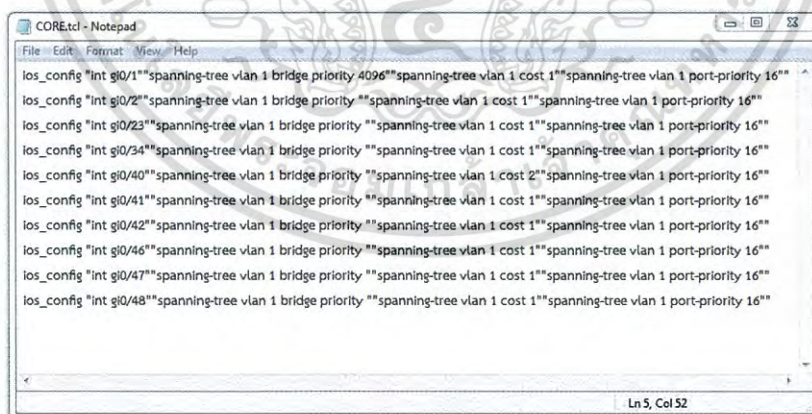 CORE.tcl - Notepad
File Edit Format View Help
ios_config "int gi0/1""spanning-tree vlan 1 bridge priority 4096""spanning-tree vlan 1 cost 1""spanning-tree vlan 1 port-priority 16""
ios_config "int gi0/2""spanning-tree vlan 1 bridge priority ""spanning-tree vlan 1 cost 1""spanning-tree vlan 1 port-priority 16""
ios_config "int gi0/23""spanning-tree vlan 1 bridge priority ""spanning-tree vlan 1 cost 1""spanning-tree vlan 1 port-priority 16""
ios_config "int gi0/34""spanning-tree vlan 1 bridge priority ""spanning-tree vlan 1 cost 1""spanning-tree vlan 1 port-priority 16""
ios_config "int gi0/40""spanning-tree vlan 1 bridge priority ""spanning-tree vlan 1 cost 2""spanning-tree vlan 1 port-priority 16""
ios_config "int gi0/41""spanning-tree vlan 1 bridge priority ""spanning-tree vlan 1 cost 1""spanning-tree vlan 1 port-priority 16""
ios_config "int gi0/42""spanning-tree vlan 1 bridge priority ""spanning-tree vlan 1 cost 1""spanning-tree vlan 1 port-priority 16""
ios_config "int gi0/46""spanning-tree vlan 1 bridge priority ""spanning-tree vlan 1 cost 1""spanning-tree vlan 1 port-priority 16""
ios_config "int gi0/47""spanning-tree vlan 1 bridge priority ""spanning-tree vlan 1 cost 1""spanning-tree vlan 1 port-priority 16""
ios_config "int gi0/48""spanning-tree vlan 1 bridge priority ""spanning-tree vlan 1 cost 1""spanning-tree vlan 1 port-priority 16""
Ln 5, Col 52